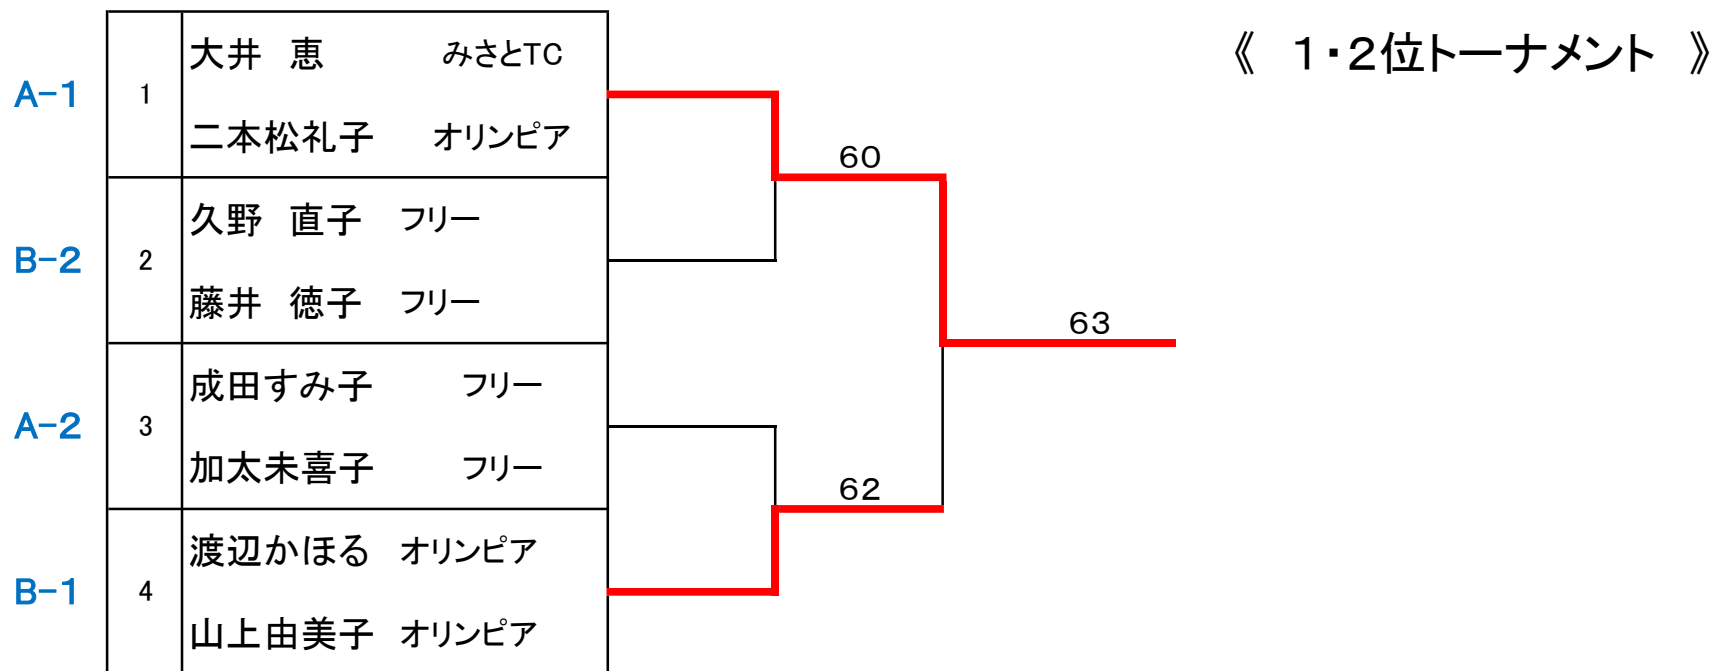 《 1・2位トーナメント 》
大井 恵 みさとTC
A-1 1
二本松礼子 オリンピア
60
久野 直子 フリー
B-2 2
藤井 徳子 フリー
63
成田すみ子 フリー
A-2 3
加太未喜子 フリー
62
渡辺かほる オリンピア
B-1 4
山上由美子 オリンピア